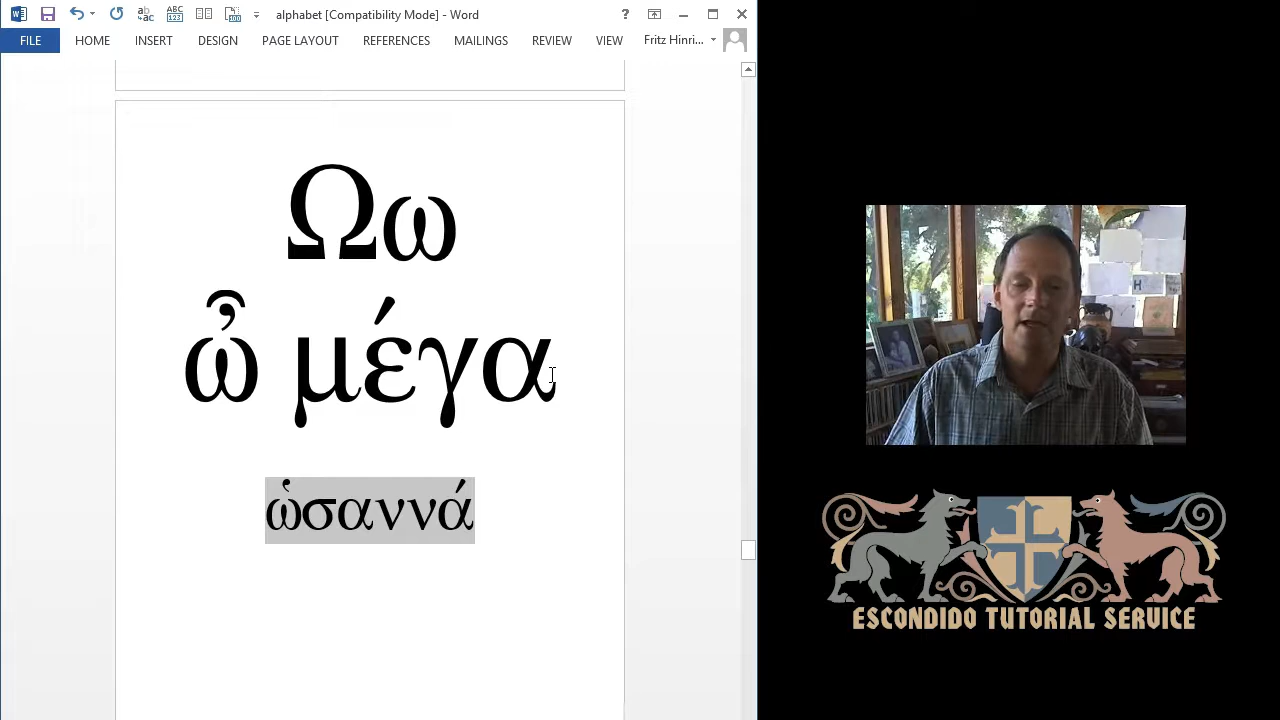 alphabet [Compatibility Mode] - Word
?
FILE
HOME
INSERT
DESIGN
PAGE LAYOUT
REFERENCES
MAILINGS
REVIEW
VIEW
Fritz Hinri...
Ωω
ὦ μέγα
ὡσαννά
ESCONDIDO TUTORIAL SERVICE